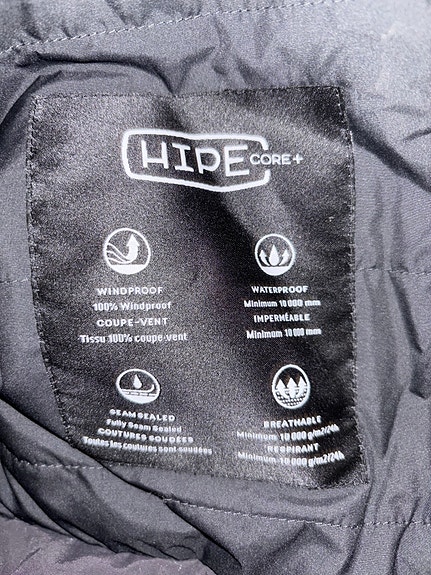 HIPE CORE+
WINDPROOF
100% Windproof
COUPE-VENT
Tissu 100% coupe-vent
WATERPROOF
Minimum 10 000 mm
IMPERMÉABLE
Minimum 10 000 mm
SEAM SEALED
Fully Seam Sealed
COUTURES SOUDÉES
Toutes les coutures sont soudées
BREATHABLE
Minimum 10 000 g/m2/24h
RESPIRANT
Minimum 10 000 g/m2/24h